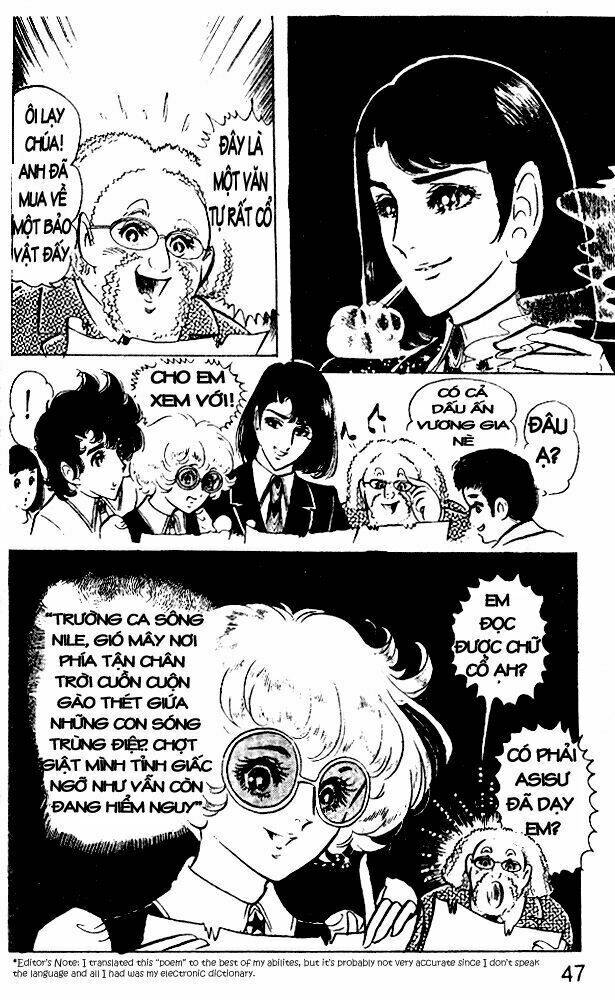 ÔI LẠY
CHÚA!
ANH ĐÃ
MUA VỀ
MỘT BẢO
VẬT ĐẤY
ĐÂY LÀ
MỘT VĂN
TỰ RẤT CỔ
!
CHO EM
XEM VỚI!
CÓ CẢ
DẤU ẤN
VƯƠNG GIA
NÈ
ĐÂU
Ạ?
"TRƯỜNG CA SÔNG
NILE, GIÓ MÂY NƠI
PHÍA TẬN CHÂN
TRỜI CUỒN CUỘN
GÀO THÉT GIỨA
NHỮNG CON SÓNG
TRÙNG ĐIỆP. CHỢT
GIẬT MÌNH TỈNH GIẤC
NGỠ NHƯ VẪN CÒN
ĐANG HIỂM NGUY"
EM
ĐỌC
ĐƯỢC CHỮ
CỔ ẠH?
CÓ PHẢI
ASISƯ
ĐÃ DẠY
EM?
*Editor's Note: I translated this "poem" to the best of my abilites, but it's probably not very accurate since I don't speak
the language and all I had was my electronic dictionary.
47